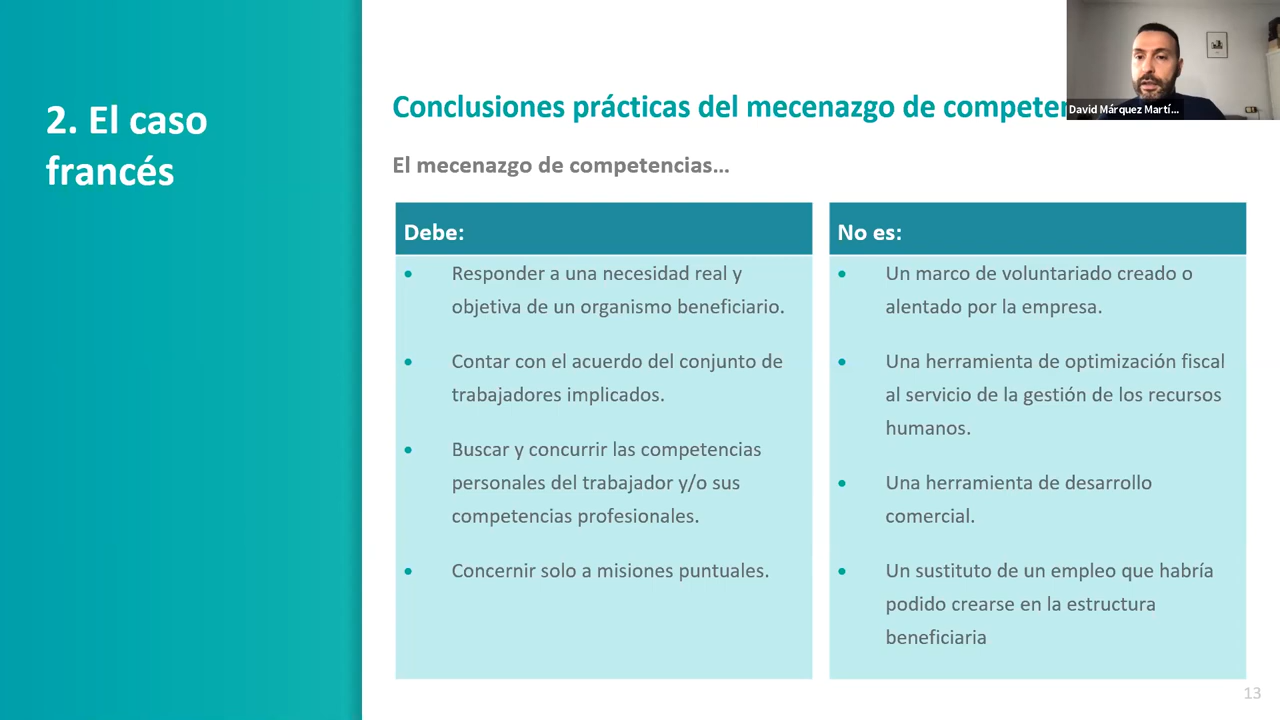 2. El caso
francés
Conclusiones prácticas del mecenazgo de
David Márquez Martí...
El mecenazgo de competencias...
Debe:
• Responder a una necesidad real y
objetiva de un organismo beneficiario.
• Contar con el acuerdo del conjunto de
trabajadores implicados.
• Buscar y concurrir las competencias
personales del trabajador y/o sus
competencias profesionales.
• Concernir solo a misiones puntuales.
No es:
• Un marco de voluntariado creado o
alentado por la empresa.
• Una herramienta de optimización fiscal
al servicio de la gestión de los recursos
humanos.
• Una herramienta de desarrollo
comercial.
• Un sustituto de un empleo que habría
podido crearse en la estructura
beneficiaria
13